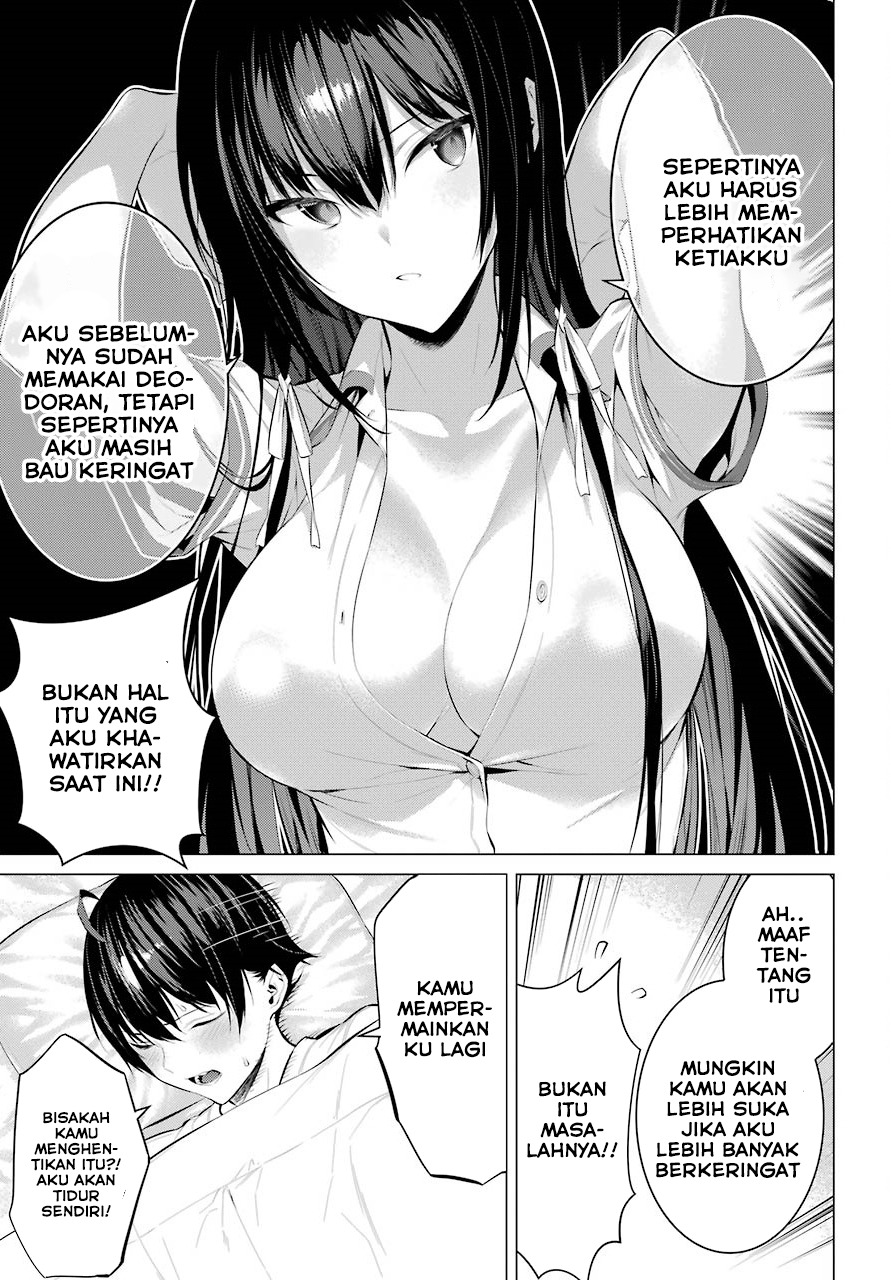 SEPERTINYA
AKU HARUS
LEBIH MEM-
PERHATIKAN
KETIAKKU
AKU SEBELUM-
NYA SUDAH
MEMAKAI DEO-
DORAN, TETAPI
SEPERTINYA
AKU MASIH
BAU KERINGAT
BUKAN HAL
ITU YANG
AKU KHA-
WATIRKAN
SAAT INI!!
AH..
MAAF
TEN-
TANG
ITU
MUNGKIN
KAMU AKAN
LEBIH SUKA
JIKA AKU
LEBIH BANYAK
BERKERINGAT
BUKAN
ITU
MASA-
LAHNYA!!
KAMU
MEMPER-
MAINKAN
KU LAGI
BISAKAH
KAMU
MENGHEN-
TIKAN ITU?!
AKU AKAN
TIDUR
SENDIRI!